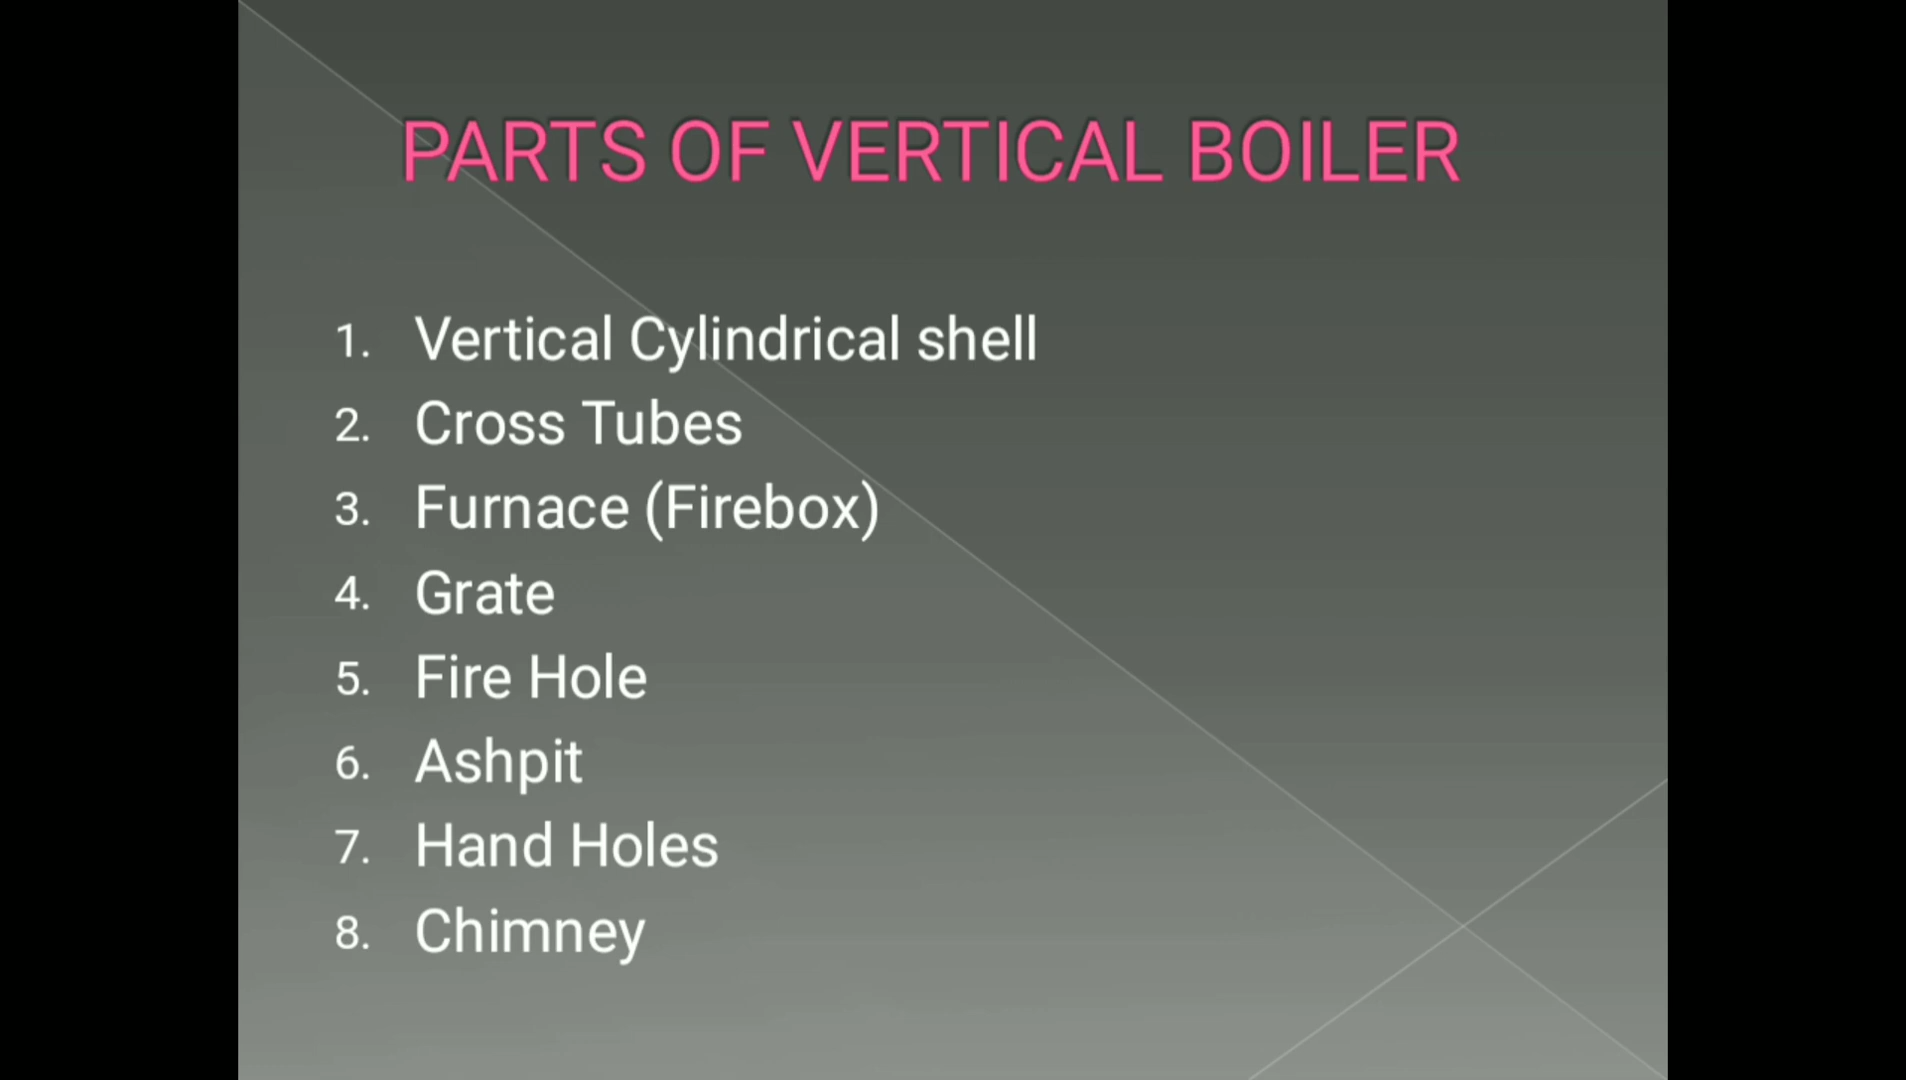 PARTS OF VERTICAL BOILER
1. Vertical Cylindrical shell
2. Cross Tubes
3. Furnace (Firebox)
4. Grate
5. Fire Hole
6. Ashpit
7. Hand Holes
8. Chimney